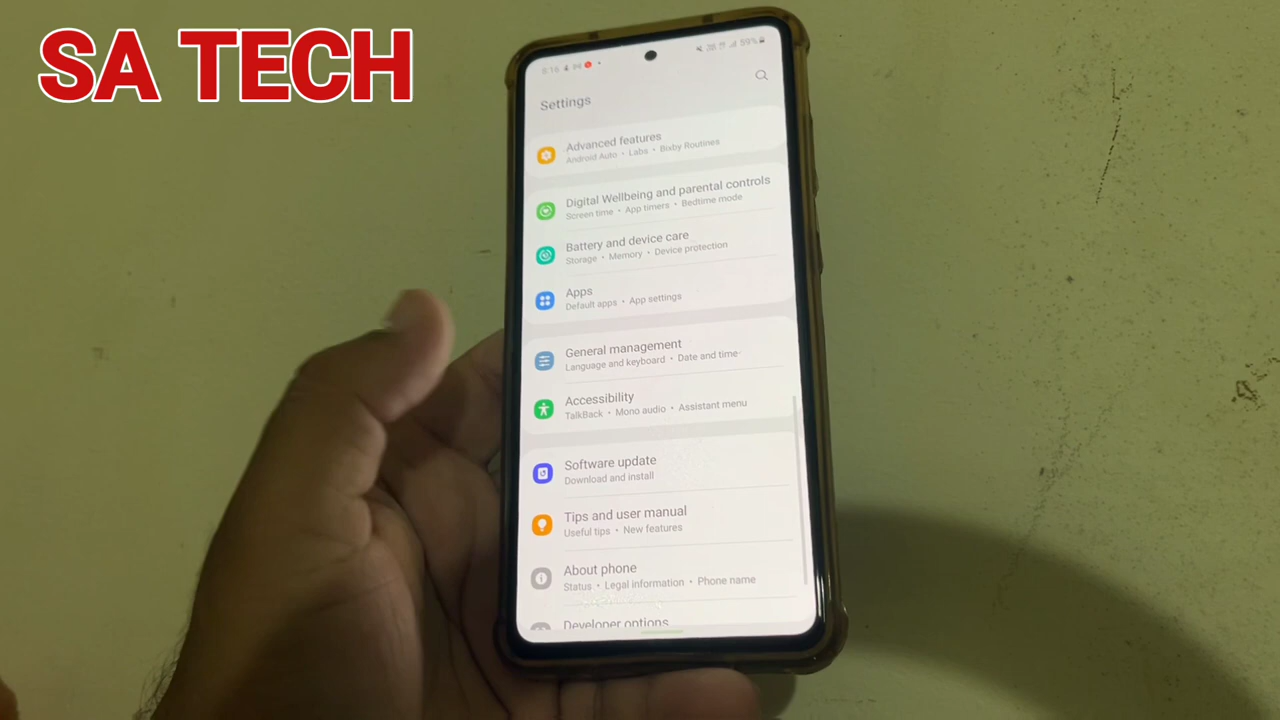 SA TECH
8:16
59%
Settings
Advanced features
Android Auto • Labs • Bixby Routines
Digital Wellbeing and parental controls
Screen time • App timers • Bedtime mode
Battery and device care
Storage • Memory • Device protection
Apps
Default apps • App settings
General management
Language and keyboard • Date and time
Accessibility
TalkBack • Mono audio • Assistant menu
Software update
Download and install
Tips and user manual
Useful tips • New features
About phone
Status • Legal information • Phone name
Developer options